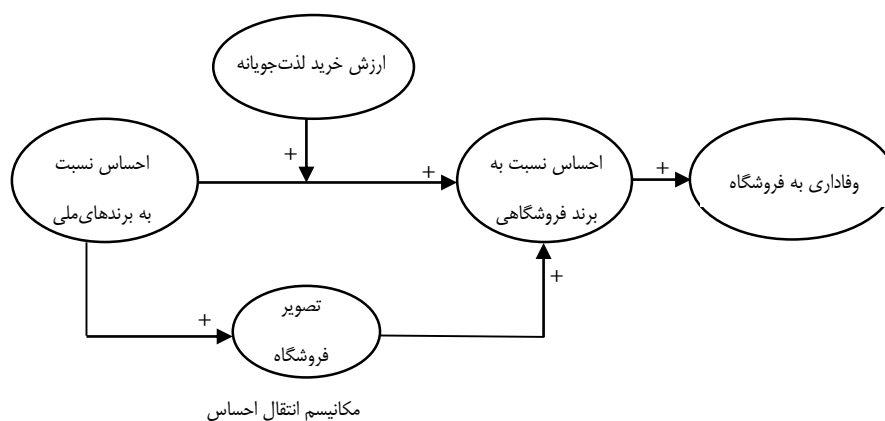 ارزش خرید لذت‌جویانه
+
+
+
احساس نسبت
به برندهای‌ملی
احساس نسبت به
برند فروشگاهی
وفاداری به فروشگاه
+
+
تصویر
فروشگاه
مکانیسم انتقال احساس